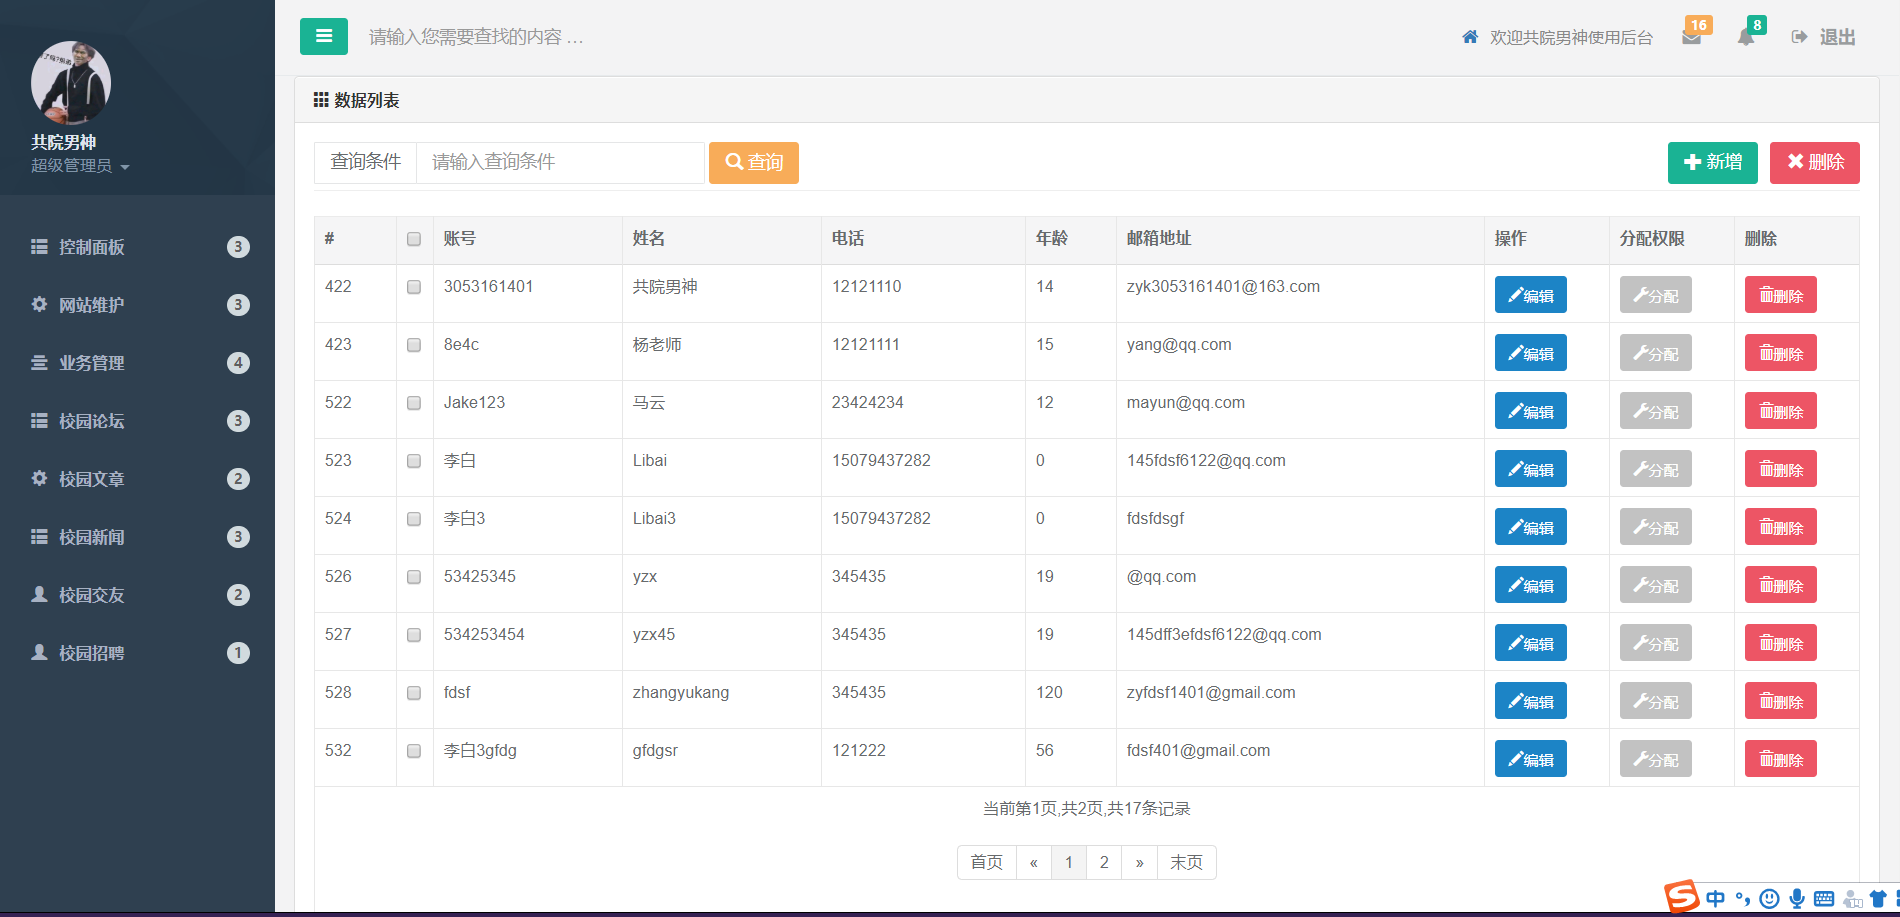 请输入您需要查找的内容 …
欢迎共院男神使用后台
16
8
退出
共院男神
超级管理员
控制面板 3
网站维护 3
业务管理 4
校园论坛 3
校园文章 2
校园新闻 3
校园交友 2
校园招聘 1
数据列表
查询条件 请输入查询条件 查询 新增 删除
# 账号 姓名 电话 年龄 邮箱地址 操作 分配权限 删除
422 3053161401 共院男神 12121110 14 zyk3053161401@163.com 编辑 分配 删除
423 8e4c 杨老师 12121111 15 yang@qq.com 编辑 分配 删除
522 Jake123 马云 23424234 12 mayun@qq.com 编辑 分配 删除
523 李白 Libai 15079437282 0 145fdsf6122@qq.com 编辑 分配 删除
524 李白3 Libai3 15079437282 0 fdsfdsgf 编辑 分配 删除
526 53425345 yzx 345435 19 @qq.com 编辑 分配 删除
527 534253454 yzx45 345435 19 145dff3efdsf6122@qq.com 编辑 分配 删除
528 fdsf zhangyukang 345435 120 zyfdsf1401@gmail.com 编辑 分配 删除
532 李白3gfdg gfdgsr 121222 56 fdsf401@gmail.com 编辑 分配 删除
当前第1页,共2页,共17条记录
首页 « 1 2 » 末页
S 中